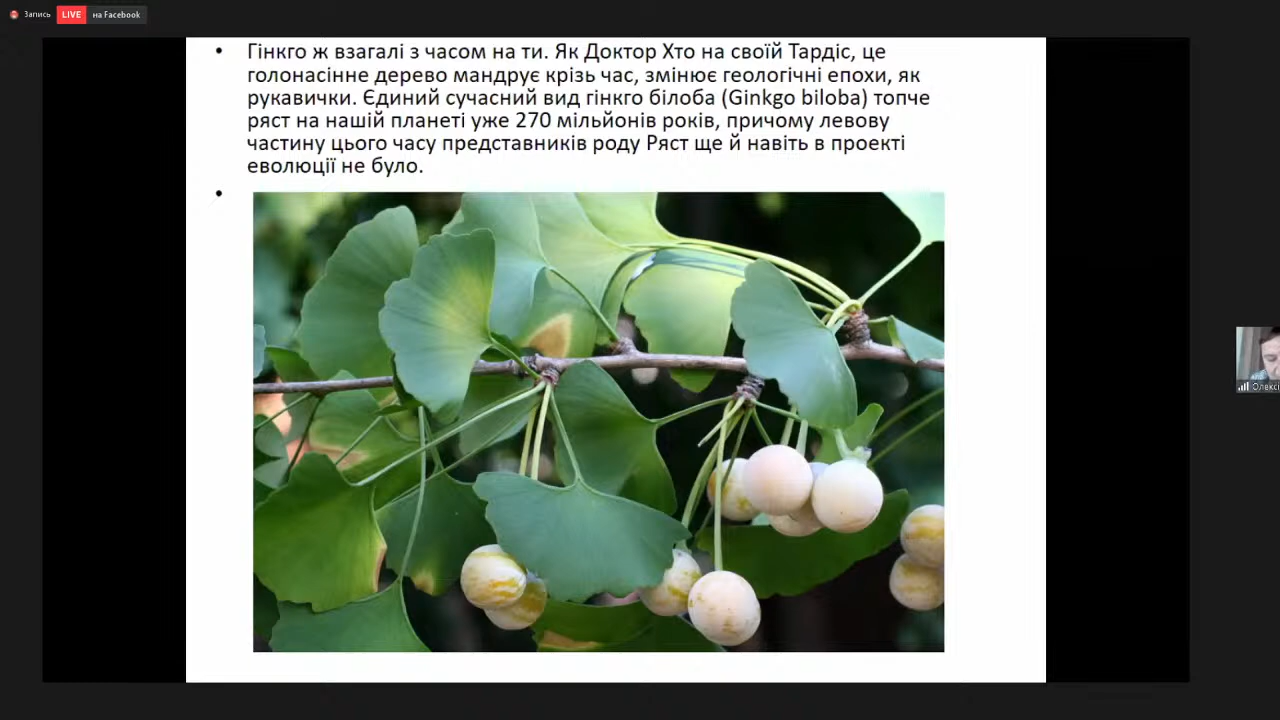 Запись
LIVE
на Facebook
Гінкго ж взагалі з часом на ти. Як Доктор Хто на своїй Тардіс, це
голонасінне дерево мандрує крізь час, змінює геологічні епохи, як
рукавички. Єдиний сучасний вид гінкго білоба (Ginkgo biloba) топче
ряст на нашій планеті уже 270 мільйонів років, причому левову
частину цього часу представників роду Ряст ще й навіть в проекті
еволюції не було.
Олексі